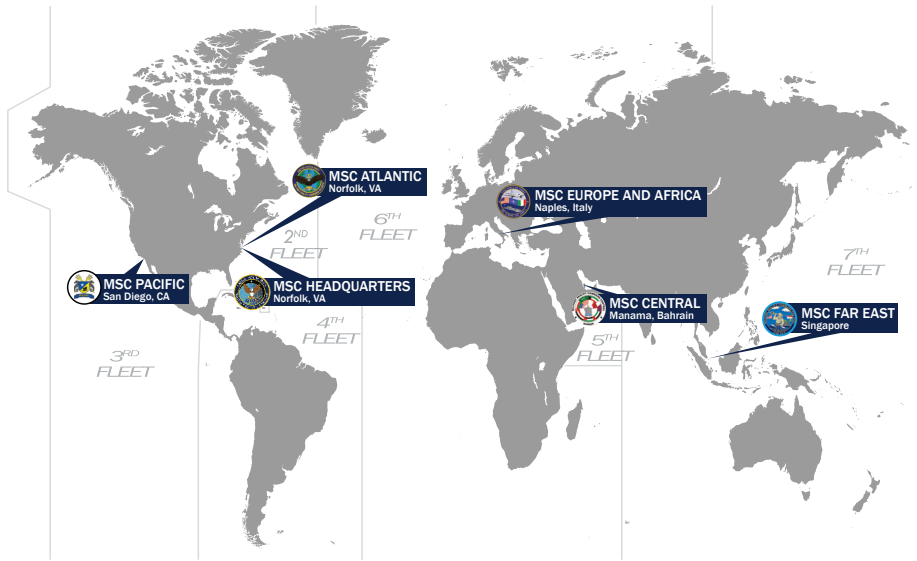 MSC ATLANTIC
Norfolk, VA
MSC EUROPE AND AFRICA
Naples, Italy
6TH
FLEET
2ND
FLEET
7TH
FLEET
MSC PACIFIC
San Diego, CA
MSC HEADQUARTERS
Norfolk, VA
MSC CENTRAL
Manama, Bahrain
MSC FAR EAST
Singapore
4TH
FLEET
5TH
FLEET
3RD
FLEET